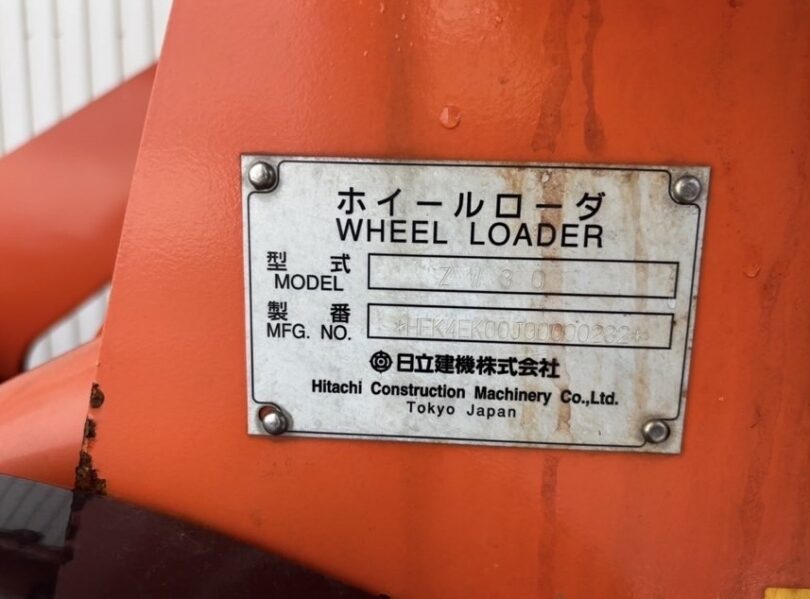 ホイールローダ
WHEEL LOADER
型式
MODEL ZW30
製番
MFG. NO.
日立建機株式会社
Hitachi Construction Machinery Co.,Ltd.
Tokyo Japan